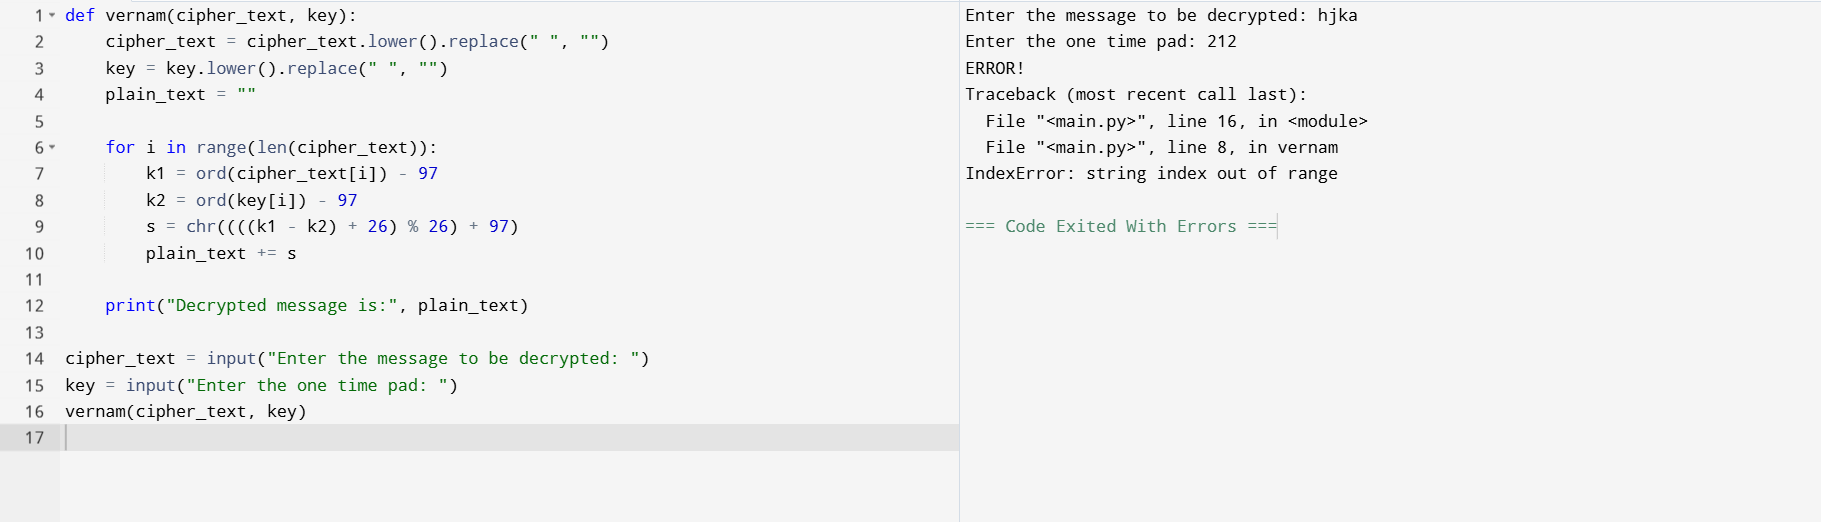 1 def vernam(cipher_text, key):
2     cipher_text = cipher_text.lower().replace(" ", "")
3     key = key.lower().replace(" ", "")
4     plain_text = ""
5
6     for i in range(len(cipher_text)):
7         k1 = ord(cipher_text[i]) - 97
8         k2 = ord(key[i]) - 97
9         s = chr((((k1 - k2) + 26) % 26) + 97)
10         plain_text += s
11
12     print("Decrypted message is:", plain_text)
13
14 cipher_text = input("Enter the message to be decrypted: ")
15 key = input("Enter the one time pad: ")
16 vernam(cipher_text, key)
17
Enter the message to be decrypted: hjka
Enter the one time pad: 212
ERROR!
Traceback (most recent call last):
  File "<main.py>", line 16, in <module>
  File "<main.py>", line 8, in vernam
IndexError: string index out of range

=== Code Exited With Errors ===